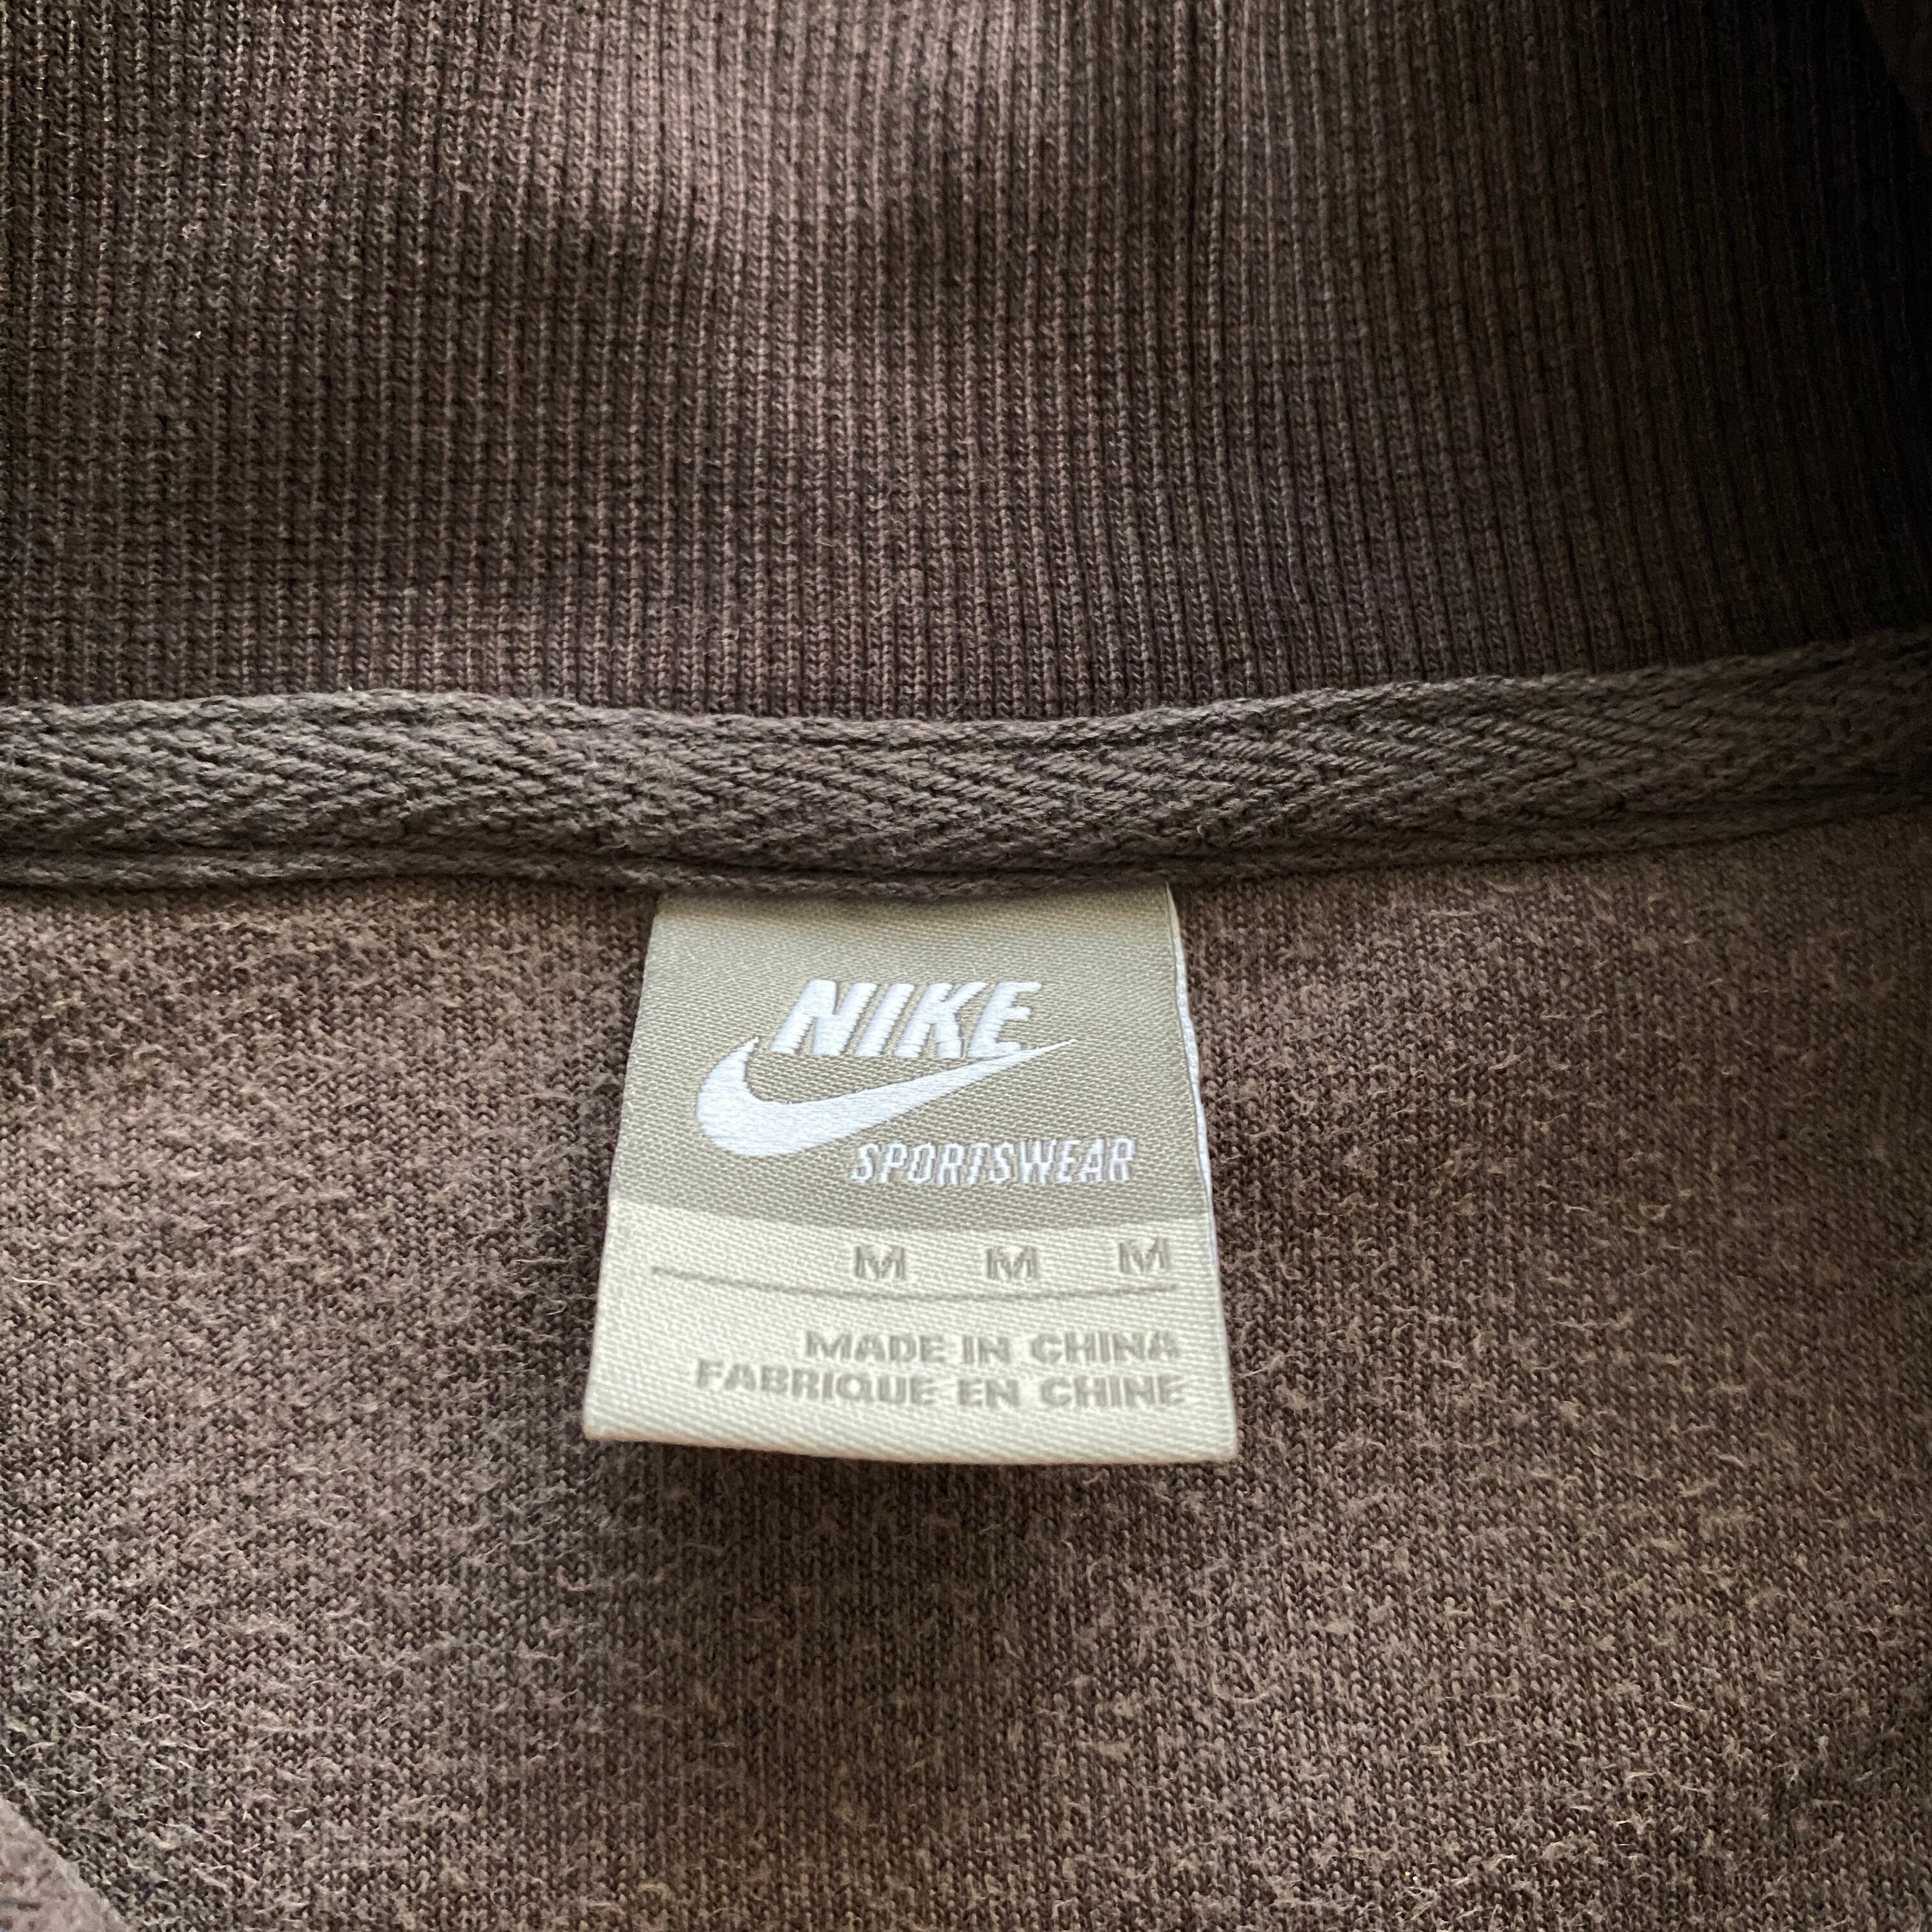 NIKE
SPORTSWEAR
M M M
MADE IN CHINA
FABRIQUE EN CHINE